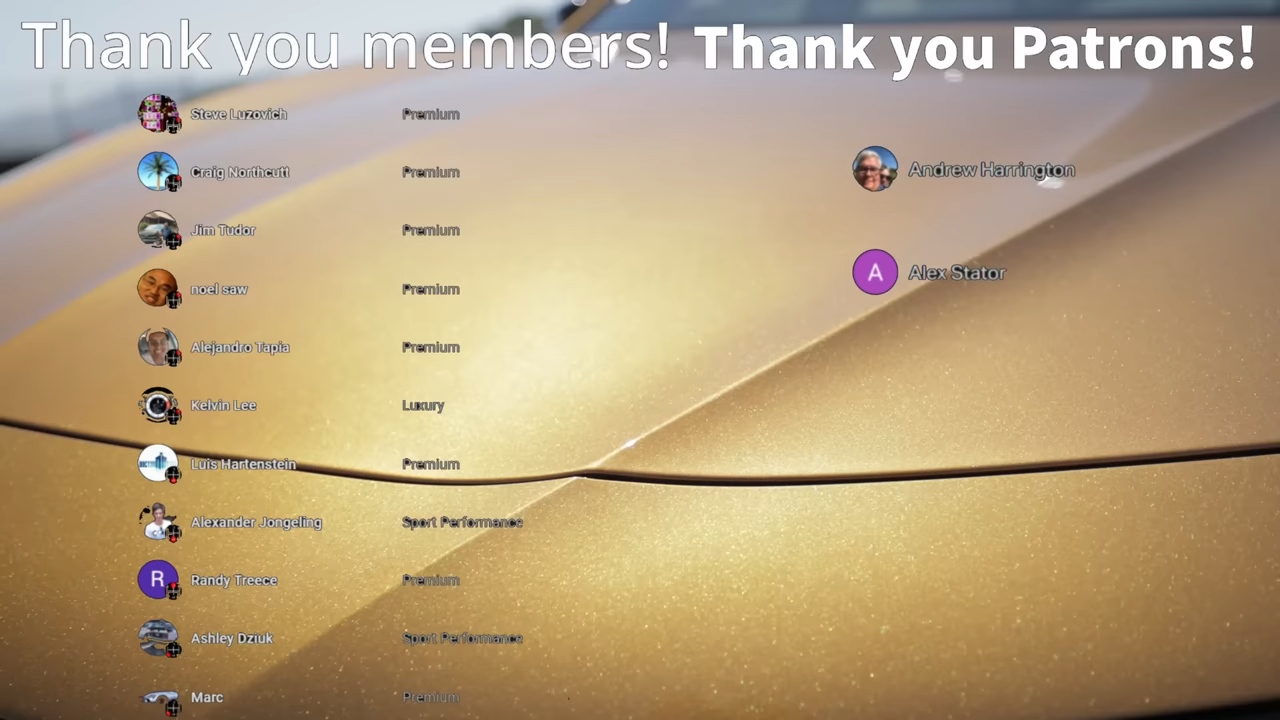 Thank you members! Thank you Patrons!
Steve Luzovich Premium
Craig Northcutt Premium
Andrew Harrington
Jim Tudor Premium
A Alex Stator
noel saw Premium
Alejandro Tapia Premium
Kelvin Lee Luxury
Luis Hartenstein Premium
Alexander Jongeling Sport Performance
R Randy Treece Premium
Ashley Dziuk Sport Performance
Marc Premium